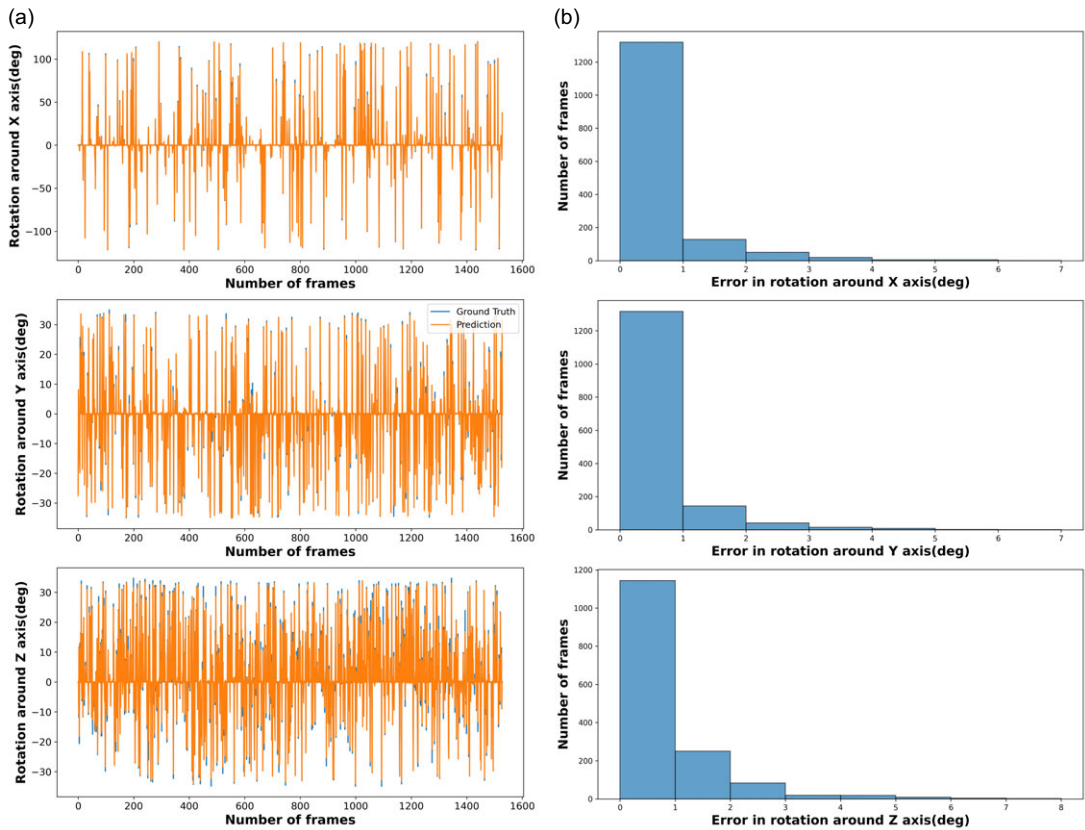 (a)
(b)
Rotation around X axis(deg)
100
50
0
−50
−100
0 200 400 600 800 1000 1200 1400 1600
Number of frames
Number of frames
1200
1000
800
600
400
200
0
0 1 2 3 4 5 6 7
Error in rotation around X axis(deg)
Rotation around Y axis(deg)
30
20
10
0
−10
−20
−30
Ground Truth
Prediction
0 200 400 600 800 1000 1200 1400 1600
Number of frames
Number of frames
1200
1000
800
600
400
200
0
0 1 2 3 4 5 6 7
Error in rotation around Y axis(deg)
Rotation around Z axis(deg)
30
20
10
0
−10
−20
−30
0 200 400 600 800 1000 1200 1400 1600
Number of frames
Number of frames
1200
1000
800
600
400
200
0
0 1 2 3 4 5 6 7 8
Error in rotation around Z axis(deg)